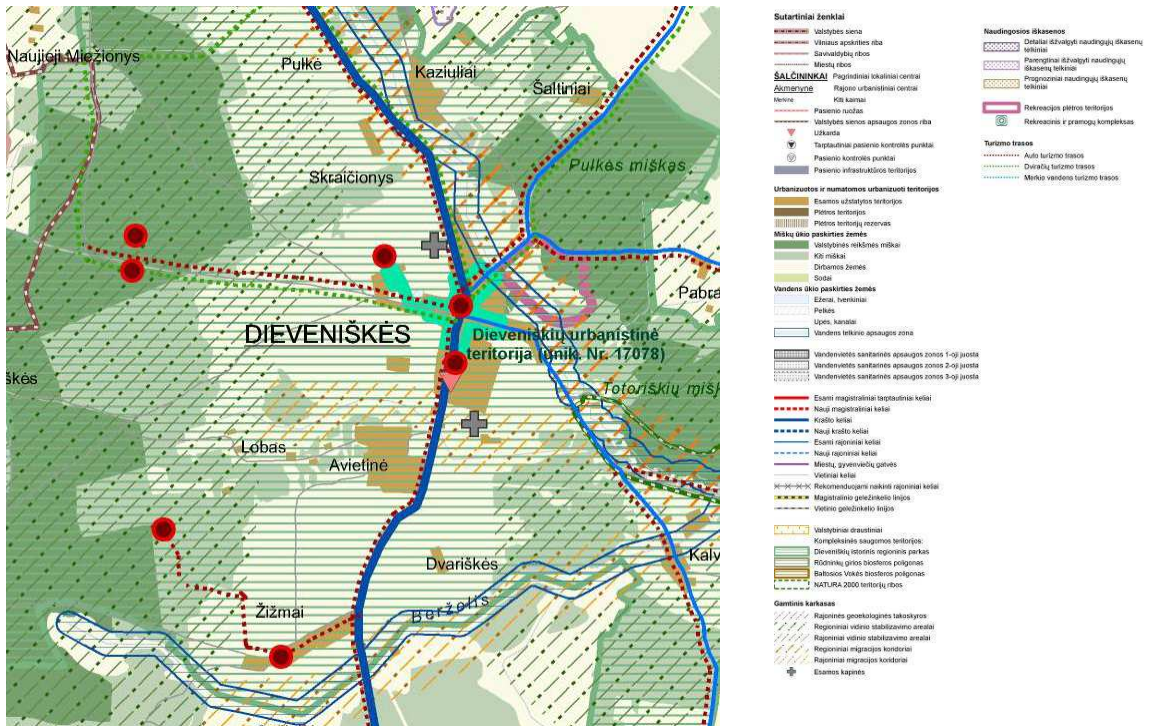 Naujieji Miežionys
Pulkė
Kaziuliai
Šaltiniai
Pulkės miškas
Skraičionys
Pabra
DIEVENIŠKĖS
Dieveniškių urbanistinė
teritorija (unik. Nr. 17078)
škės
Totoriškių mišk
Lobas
Avietinė
Dvariškės
Kalv
Žižmai
Beržolis
Sutartiniai ženklai
Valstybės siena
Vilniaus apskrities riba
Savivaldybių ribos
Miestų ribos
ŠALČININKAI Pagrindiniai lokaliniai centrai
Akmenynė Rajono urbanistiniai centrai
Merkinė Kiti kaimai
Pasienio ruožas
Valstybės sienos apsaugos zonos riba
Užkarda
Tarptautiniai pasienio kontrolės punktai
Pasienio kontrolės punktai
Pasienio infrastruktūros teritorijos
Urbanizuotos ir numatomos urbanizuoti teritorijos
Esamos užstatytos teritorijos
Plėtros teritorijos
Plėtros teritorijų rezervas
Miškų ūkio paskirties žemės
Valstybinės reikšmės miškai
Kiti miškai
Dirbamos žemės
Sodai
Vandens ūkio paskirties žemės
Ežerai, tvenkiniai
Pelkės
Upės, kanalai
Vandens telkinio apsaugos zona
Vandenvietės sanitarinės apsaugos zonos 1-oji juosta
Vandenvietės sanitarinės apsaugos zonos 2-oji juosta
Vandenvietės sanitarinės apsaugos zonos 3-oji juosta
Esami magistraliniai tarptautiniai keliai
Nauji magistraliniai keliai
Krašto keliai
Nauji krašto keliai
Esami rajoniniai keliai
Nauji rajoniniai keliai
Miestų, gyvenviečių gatvės
Vietiniai keliai
Rekomenduojami naikinti rajoniniai keliai
Magistralinio geležinkelio linijos
Vietinio geležinkelio linijos
Valstybiniai draustiniai
Kompleksinės saugomos teritorijos:
Dieveniškių istorinis regioninis parkas
Rūdninkų girios biosferos poligonas
Baltosios Vokės biosferos poligonas
NATURA 2000 teritorijų ribos
Gamtinis karkasas
Rajoninės geoekologinės takoskyros
Regioniniai vidinio stabilizavimo arealai
Rajoniniai vidinio stabilizavimo arealai
Regioniniai migracijos koridoriai
Rajoniniai migracijos koridoriai
Esamos kapinės
Naudingosios iškasenos
Detaliai išžvalgyti naudingųjų iškasenų
telkiniai
Parengtiniai išžvalgyti naudingųjų
iškasenų telkiniai
Prognoziniai naudingųjų iškasenų
telkiniai
Rekreacijos plėtros teritorijos
Rekreacinis ir pramogų kompleksas
Turizmo trasos
Auto turizmo trasos
Dviračių turizmo trasos
Merkio vandens turizmo trasos